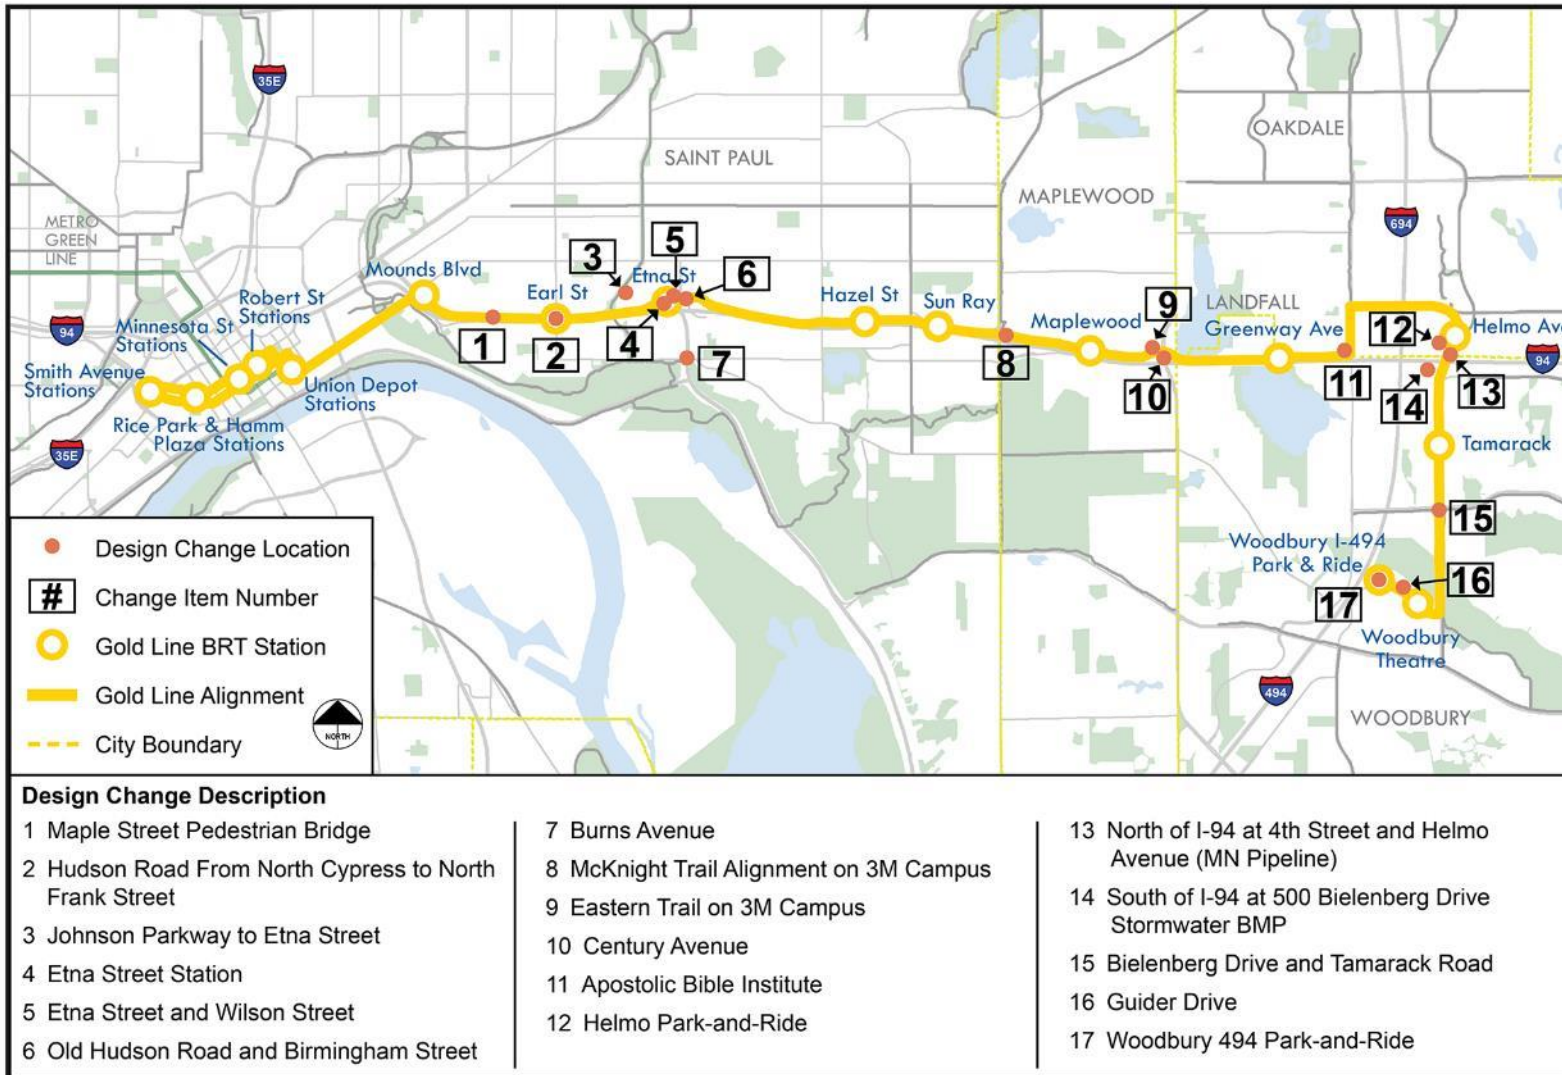 35E
SAINT PAUL
OAKDALE
MAPLEWOOD
METRO
GREEN
LINE
694
Mounds Blvd
3
5
Etna St
6
Earl St
Hazel St
Sun Ray
Robert St
Stations
Minnesota St
Stations
94
1
2
4
7
8
Maplewood
9
LANDFALL
Greenway Ave
12
Helmo Ave
94
Smith Avenue
Stations
Union Depot
Stations
10
11
14
13
Rice Park & Hamm
Plaza Stations
35E
Tamarack
15
Woodbury I-494
Park & Ride
16
17
Woodbury
Theatre
494
WOODBURY
Design Change Location
# Change Item Number
Gold Line BRT Station
Gold Line Alignment
City Boundary
NORTH
Design Change Description
1 Maple Street Pedestrian Bridge
2 Hudson Road From North Cypress to North
Frank Street
3 Johnson Parkway to Etna Street
4 Etna Street Station
5 Etna Street and Wilson Street
6 Old Hudson Road and Birmingham Street
7 Burns Avenue
8 McKnight Trail Alignment on 3M Campus
9 Eastern Trail on 3M Campus
10 Century Avenue
11 Apostolic Bible Institute
12 Helmo Park-and-Ride
13 North of I-94 at 4th Street and Helmo
Avenue (MN Pipeline)
14 South of I-94 at 500 Bielenberg Drive
Stormwater BMP
15 Bielenberg Drive and Tamarack Road
16 Guider Drive
17 Woodbury 494 Park-and-Ride